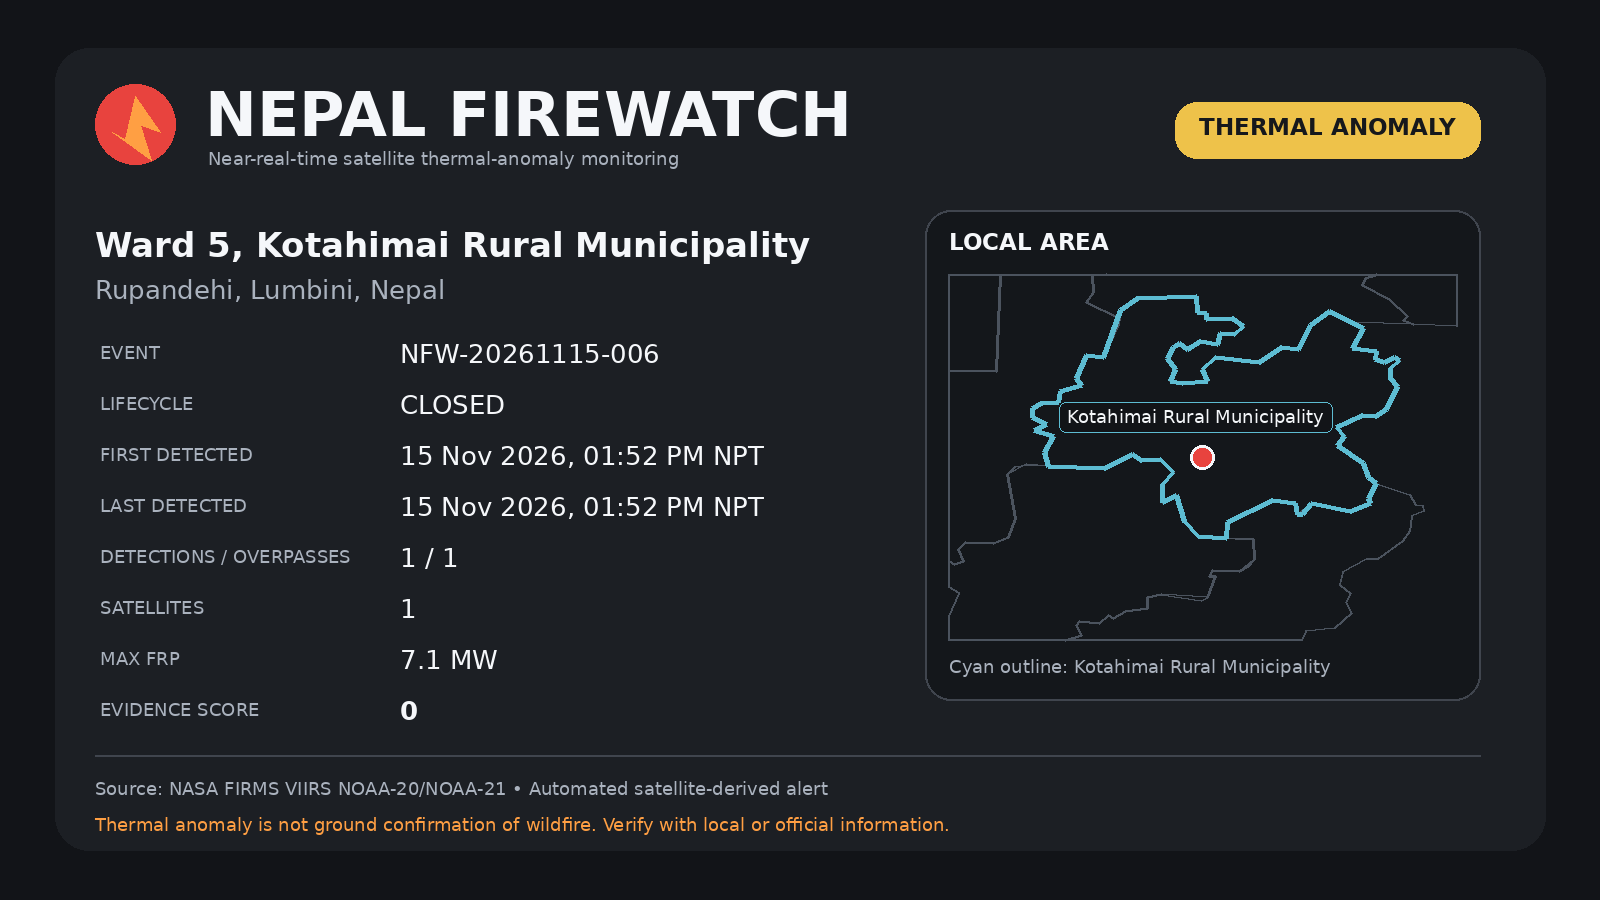 NEPAL FIREWATCH
Near-real-time satellite thermal-anomaly monitoring
THERMAL ANOMALY
Ward 5, Kotahimai Rural Municipality
Rupandehi, Lumbini, Nepal
EVENT NFW-20261115-006
LIFECYCLE CLOSED
FIRST DETECTED 15 Nov 2026, 01:52 PM NPT
LAST DETECTED 15 Nov 2026, 01:52 PM NPT
DETECTIONS / OVERPASSES 1 / 1
SATELLITES 1
MAX FRP 7.1 MW
EVIDENCE SCORE 0
LOCAL AREA
Kotahimai Rural Municipality
Cyan outline: Kotahimai Rural Municipality
Source: NASA FIRMS VIIRS NOAA-20/NOAA-21 • Automated satellite-derived alert
Thermal anomaly is not ground confirmation of wildfire. Verify with local or official information.